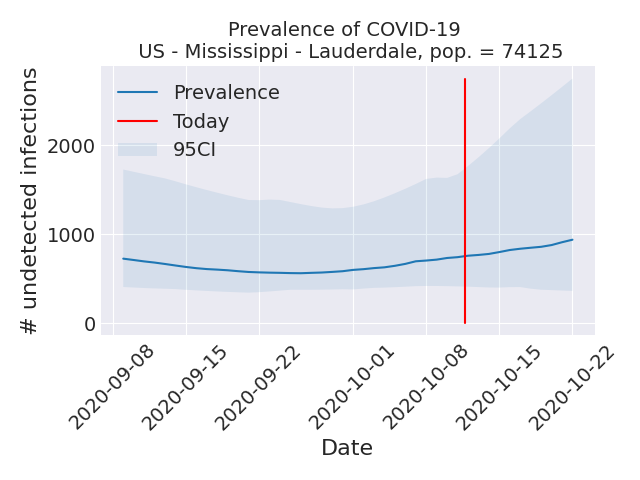 Prevalence of COVID-19
US - Mississippi - Lauderdale, pop. = 74125
# undetected infections
Prevalence
Today
95CI
2000
1000
0
2020-09-08
2020-09-15
2020-09-22
2020-10-01
2020-10-08
2020-10-15
2020-10-22
Date